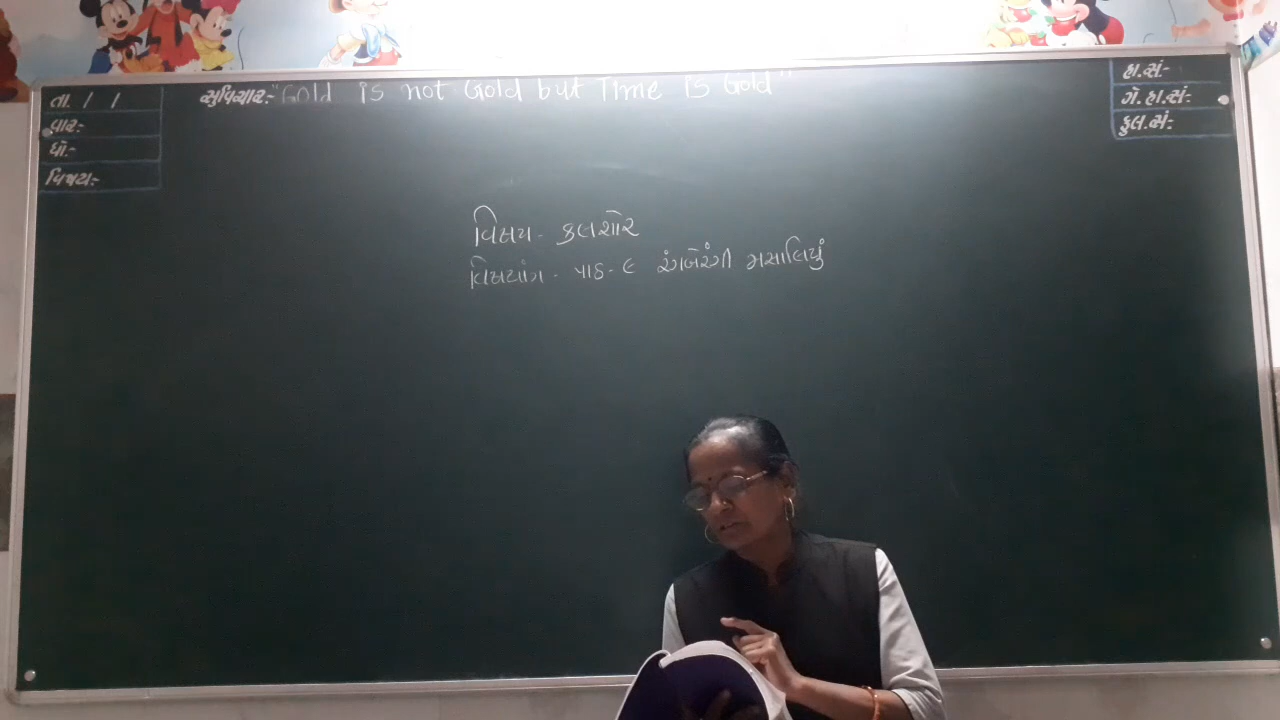 તા. / /
વાર:-
ધો:-
વિષય:-
સુવિચાર:- "Gold is not Gold but Time is Gold"
હા.સં:-
ગે. હા.સં:-
કુલ.સં:-
વિષય - કલશોર
વિષયાંગ - પાઠ - ૯ રંગબેરંગી મસાલિયું